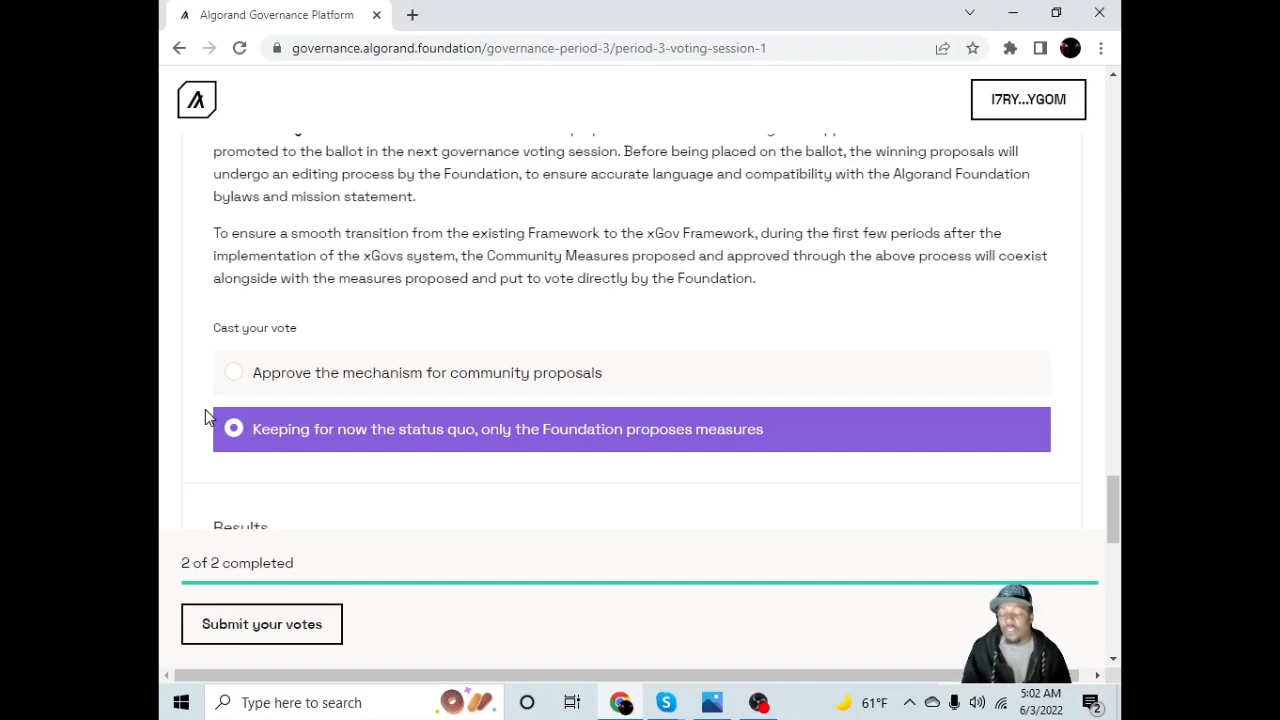 Algorand Governance Platform
governance.algorand.foundation/governance-period-3/period-3-voting-session-1
I7RY...YGOM
promoted to the ballot in the next governance voting session. Before being placed on the ballot, the winning proposals will
undergo an editing process by the Foundation, to ensure accurate language and compatibility with the Algorand Foundation
bylaws and mission statement.
To ensure a smooth transition from the existing Framework to the xGov Framework, during the first few periods after the
implementation of the xGovs system, the Community Measures proposed and approved through the above process will coexist
alongside with the measures proposed and put to vote directly by the Foundation.
Cast your vote
Approve the mechanism for community proposals
Keeping for now the status quo, only the Foundation proposes measures
Results
2 of 2 completed
Submit your votes
Type here to search
61°F
5:02 AM
6/3/2022
2